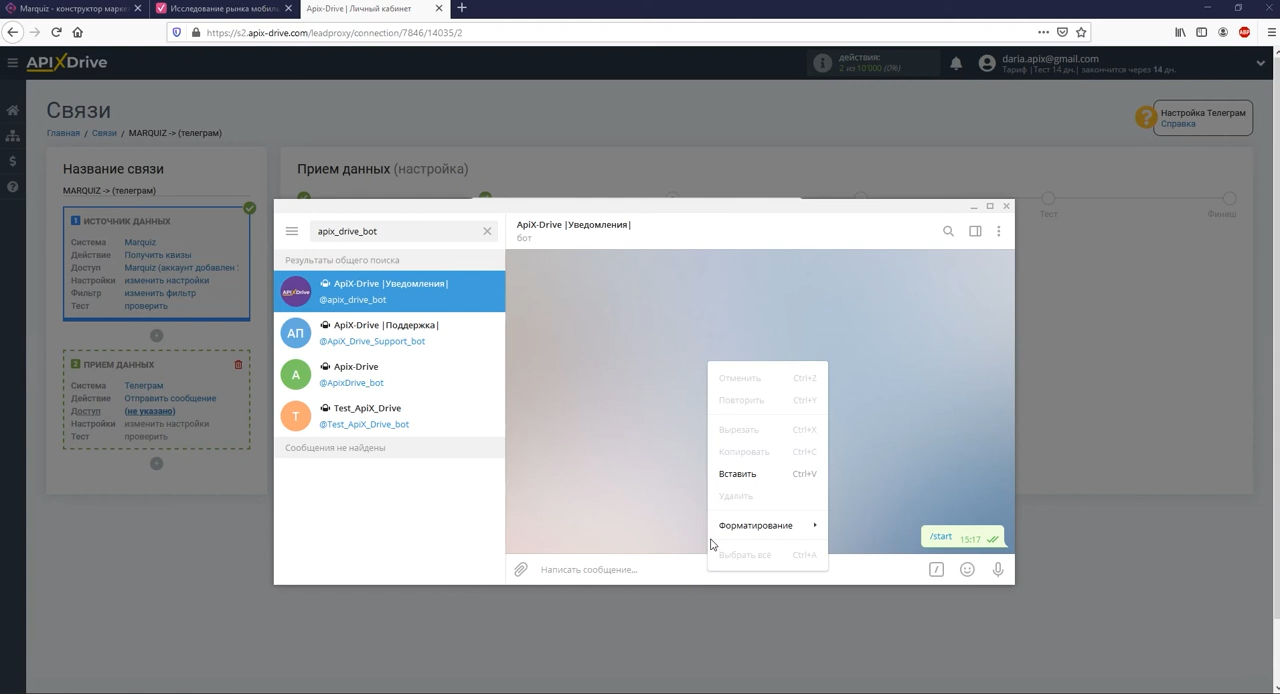 Marquiz - конструктор марке
Исследование рынка мобиль
ApiX-Drive | Личный кабинет
https://s2.apix-drive.com/leadproxy/connection/7846/14035/2
ABP
APIXDrive
действия:
2 из 10'000 (0%)
daria.apix@gmail.com
Тариф |Тест 14 дн.| закончится через 14 дн.
Связи
Главная / Связи / MARQUIZ -> (телеграм)
Настройка Телеграм
Справка
Название связи
MARQUIZ -> (телеграм)
1 ИСТОЧНИК ДАННЫХ
Система Marquiz
Действие Получить квизы
Доступ Marquiz (аккаунт добавлен
Настройки изменить настройки
Фильтр изменить фильтр
Тест проверить
2 ПРИЕМ ДАННЫХ
Система Телеграм
Действие Отправить сообщение
Доступ (не указано)
Настройки изменить настройки
Тест проверить
Прием данных (настройка)
Тест
Финиш
apix_drive_bot
Результаты общего поиска
APIXDrive
ApiX-Drive |Уведомления|
@apix_drive_bot
АП
ApiX-Drive |Поддержка|
@ApiX_Drive_Support_bot
A
Apix-Drive
@ApixDrive_bot
T
Test_ApiX_Drive
@Test_ApiX_Drive_bot
Сообщения не найдены
ApiX-Drive |Уведомления|
бот
Отменить Ctrl+Z
Повторить Ctrl+Y
Вырезать Ctrl+X
Копировать Ctrl+C
Вставить Ctrl+V
Удалить
Форматирование
Выбрать всё Ctrl+A
/start 15:17
Написать сообщение...